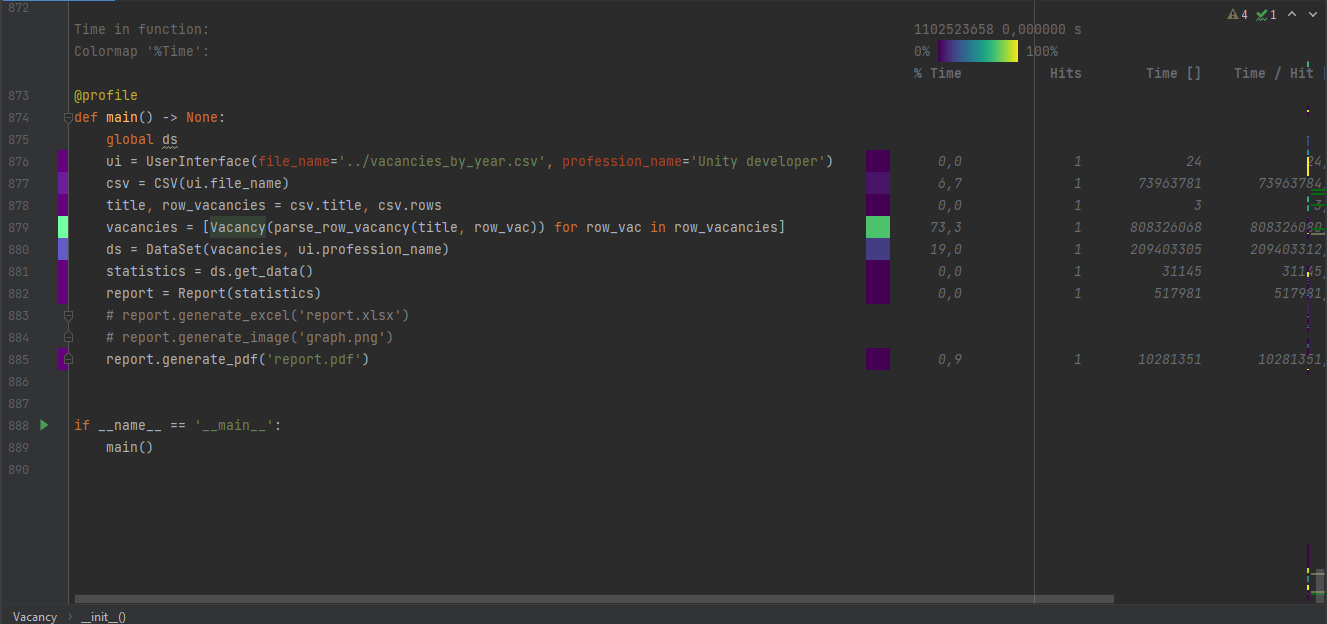 872
4 1
Time in function: 1102523658 0,000000 s
Colormap '%Time': 0% 100%
% Time Hits Time [] Time / Hit
873 @profile
874 def main() -> None:
875 global ds
876 ui = UserInterface(file_name='../vacancies_by_year.csv', profession_name='Unity developer') 0,0 1 24 24,
877 csv = CSV(ui.file_name) 6,7 1 73963781 73963784,
878 title, row_vacancies = csv.title, csv.rows 0,0 1 3 3,
879 vacancies = [Vacancy(parse_row_vacancy(title, row_vac)) for row_vac in row_vacancies] 73,3 1 808326068 808326080,
880 ds = DataSet(vacancies, ui.profession_name) 19,0 1 209403305 209403312,
881 statistics = ds.get_data() 0,0 1 31145 31145,
882 report = Report(statistics) 0,0 1 517981 517981,
883 # report.generate_excel('report.xlsx')
884 # report.generate_image('graph.png')
885 report.generate_pdf('report.pdf') 0,9 1 10281351 10281351,
886
887
888 if __name__ == '__main__':
889 main()
890
Vacancy › __init__()